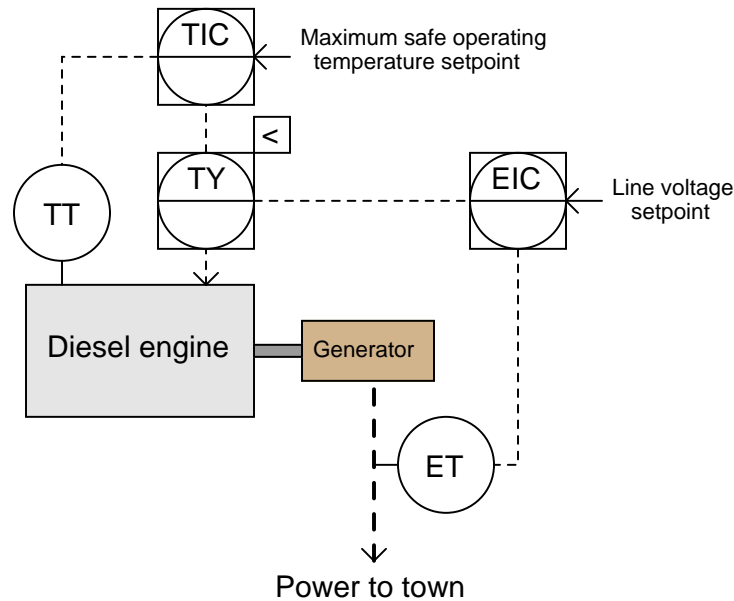 TIC
Maximum safe operating
temperature setpoint
<
TY
EIC
Line voltage
setpoint
TT
Diesel engine
Generator
ET
Power to town